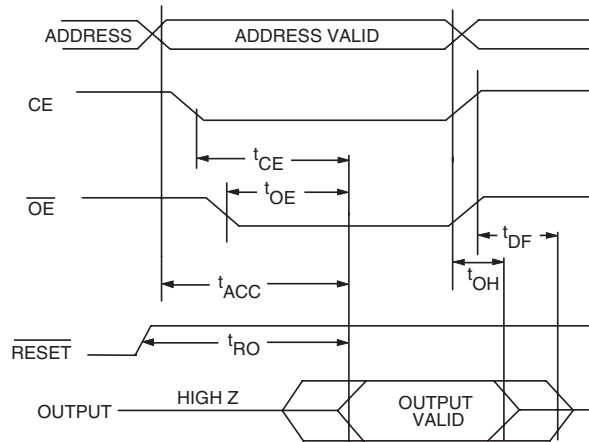 ADDRESS ADDRESS VALID
CE
tCE
tOE
OE
tDF
tOH
tACC
RESET
tRO
HIGH Z
OUTPUT OUTPUT
VALID